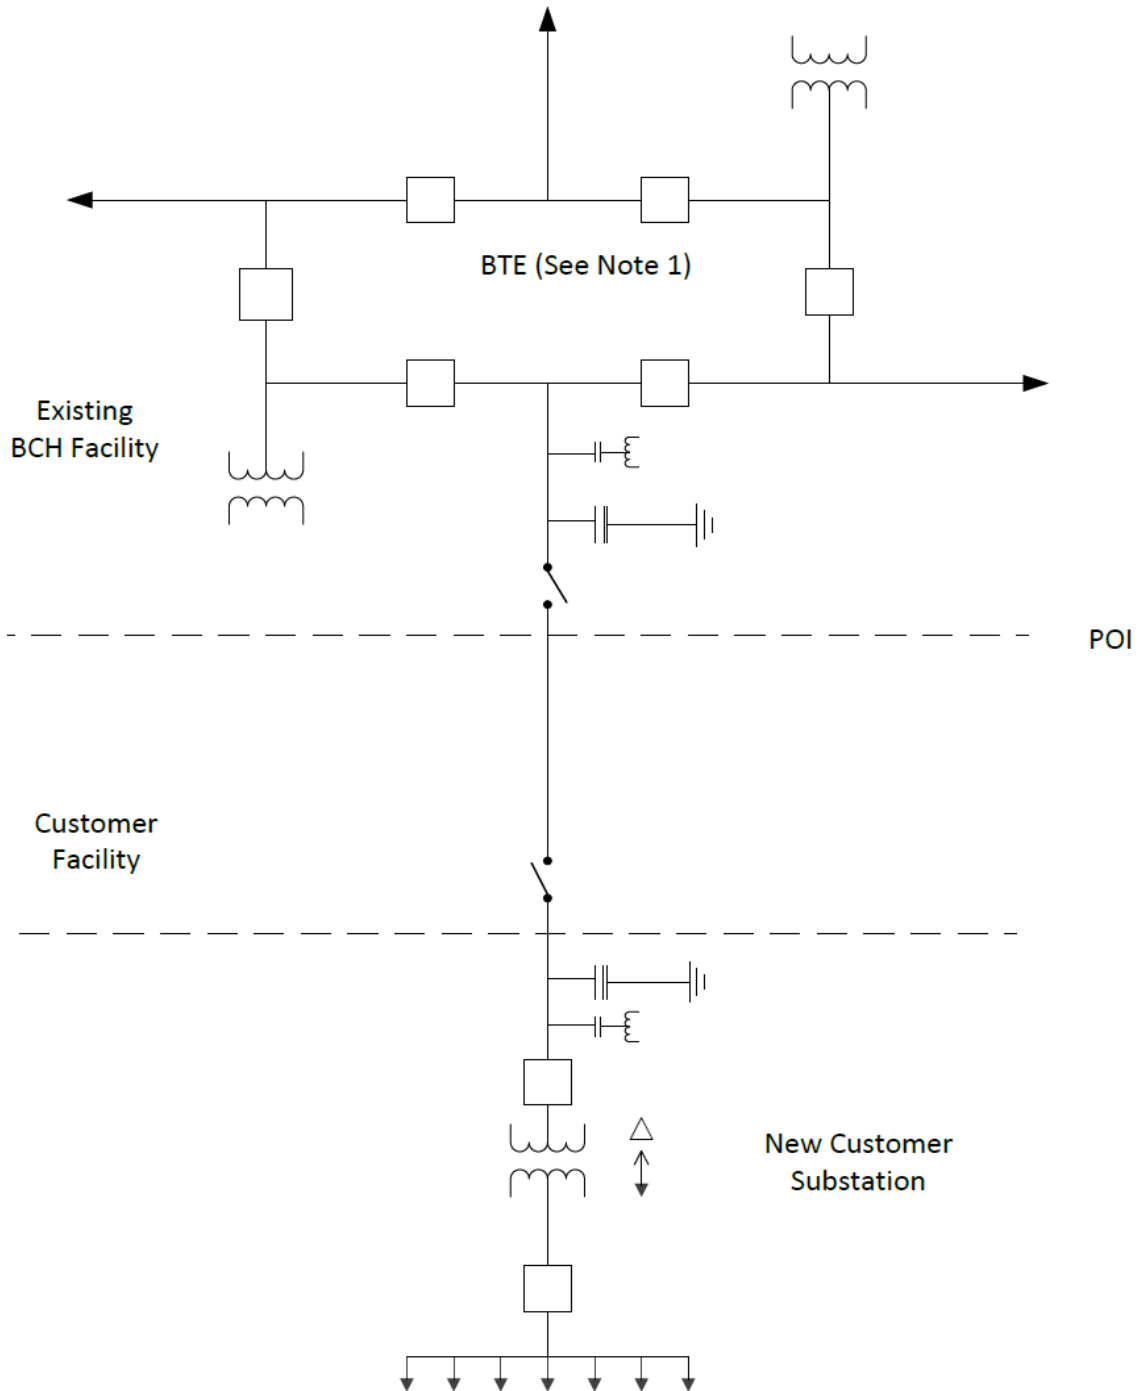 BTE (See Note 1)
Existing
BCH Facility
POI
Customer
Facility
New Customer
Substation